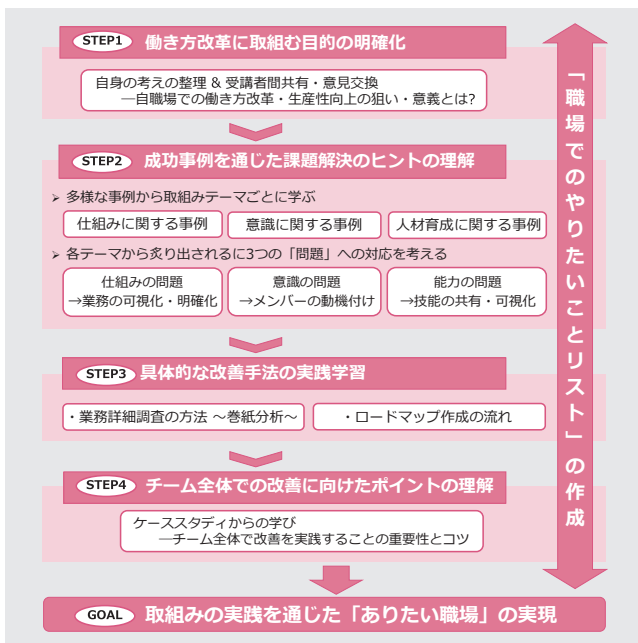 STEP1 働き方改革に取組む目的の明確化
自身の考えの整理 & 受講者間共有・意見交換
―自職場での働き方改革・生産性向上の狙い・意義とは?
STEP2 成功事例を通じた課題解決のヒントの理解
➢ 多様な事例から取組みテーマごとに学ぶ
仕組みに関する事例
意識に関する事例
人材育成に関する事例
➢ 各テーマから炙り出されるに3つの「問題」への対応を考える
仕組みの問題
→業務の可視化・明確化
意識の問題
→メンバーの動機付け
能力の問題
→技能の共有・可視化
STEP3 具体的な改善手法の実践学習
・業務詳細調査の方法 ～巻紙分析～
・ロードマップ作成の流れ
STEP4 チーム全体での改善に向けたポイントの理解
ケーススタディからの学び
―チーム全体で改善を実践することの重要性とコツ
GOAL 取組みの実践を通じた「ありたい職場」の実現
「職場でのやりたいことリスト」の作成